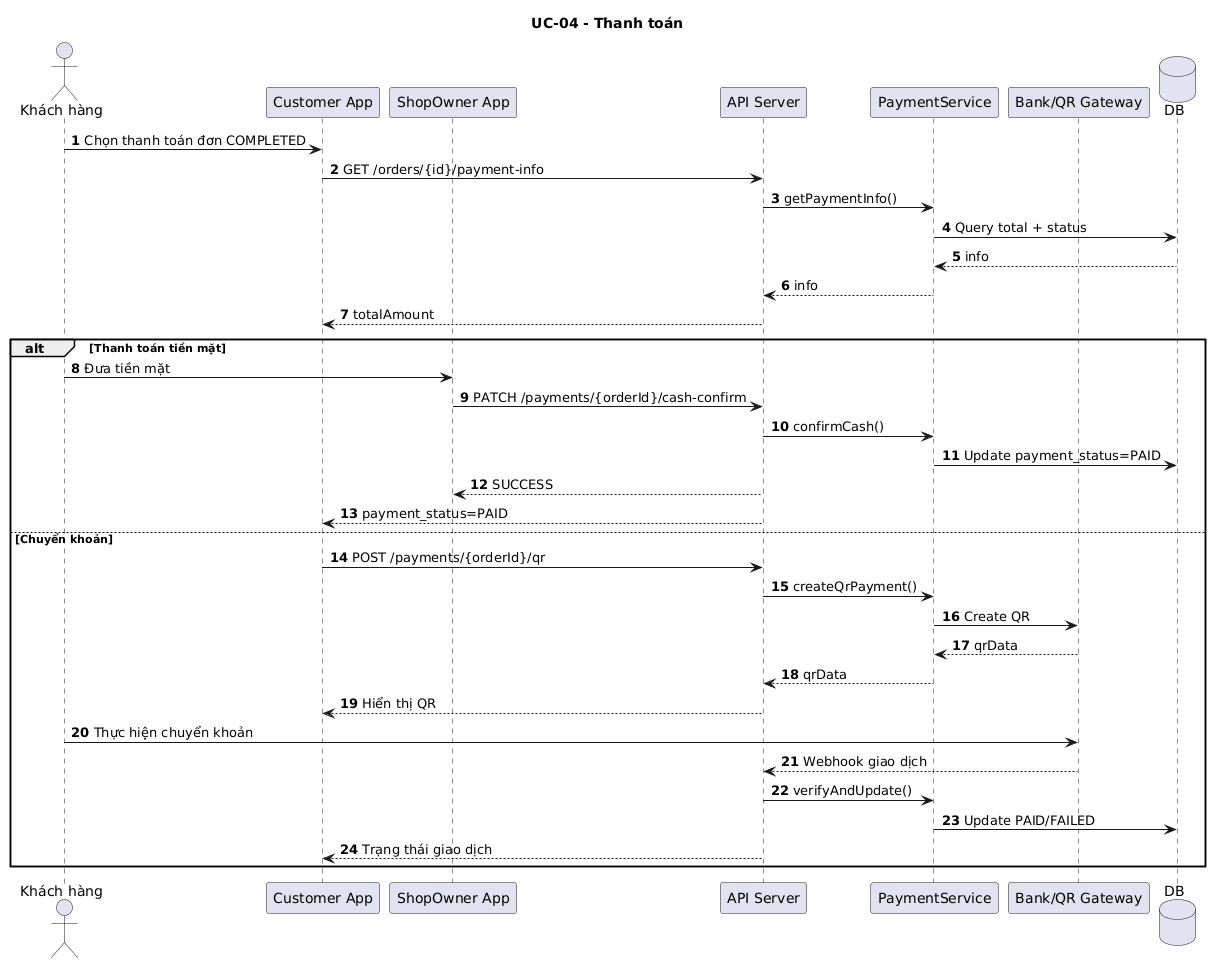 UC-04 - Thanh toán
Khách hàng
Customer App
ShopOwner App
API Server
PaymentService
Bank/QR Gateway
DB
1 Chọn thanh toán đơn COMPLETED
2 GET /orders/{id}/payment-info
3 getPaymentInfo()
4 Query total + status
5 info
6 info
7 totalAmount
alt [Thanh toán tiền mặt]
8 Đưa tiền mặt
9 PATCH /payments/{orderId}/cash-confirm
10 confirmCash()
11 Update payment_status=PAID
12 SUCCESS
13 payment_status=PAID
[Chuyển khoản]
14 POST /payments/{orderId}/qr
15 createQrPayment()
16 Create QR
17 qrData
18 qrData
19 Hiển thị QR
20 Thực hiện chuyển khoản
21 Webhook giao dịch
22 verifyAndUpdate()
23 Update PAID/FAILED
24 Trạng thái giao dịch
Khách hàng
Customer App
ShopOwner App
API Server
PaymentService
Bank/QR Gateway
DB